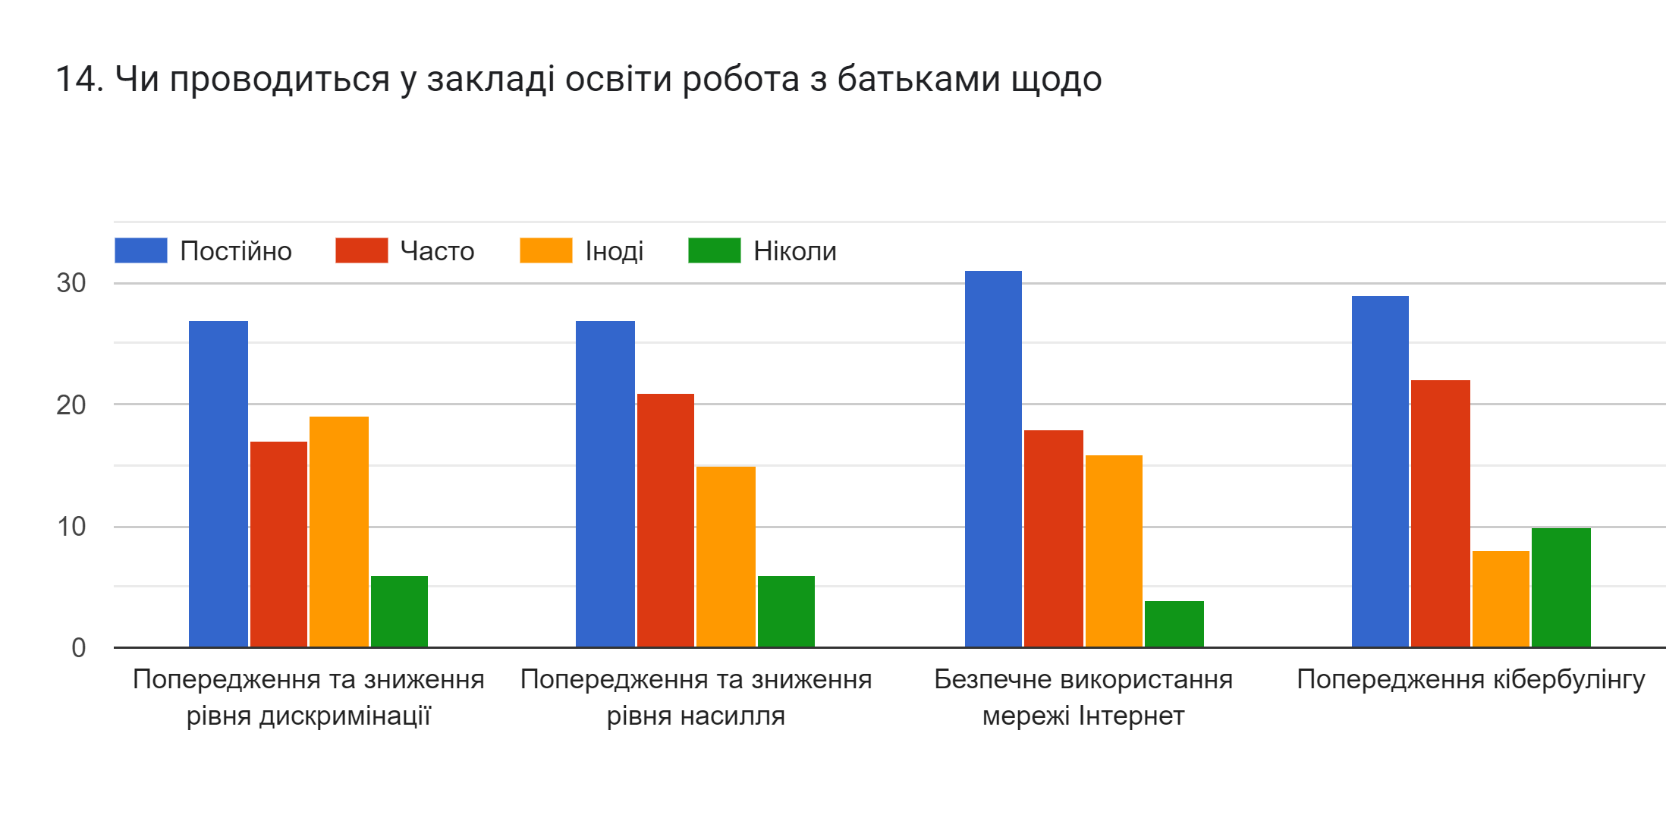 14. Чи проводиться у закладі освіти робота з батьками щодо
Постійно Часто Іноді Ніколи
30
20
10
0
Попередження та зниження рівня дискримінації
Попередження та зниження рівня насилля
Безпечне використання мережі Інтернет
Попередження кібербулінгу